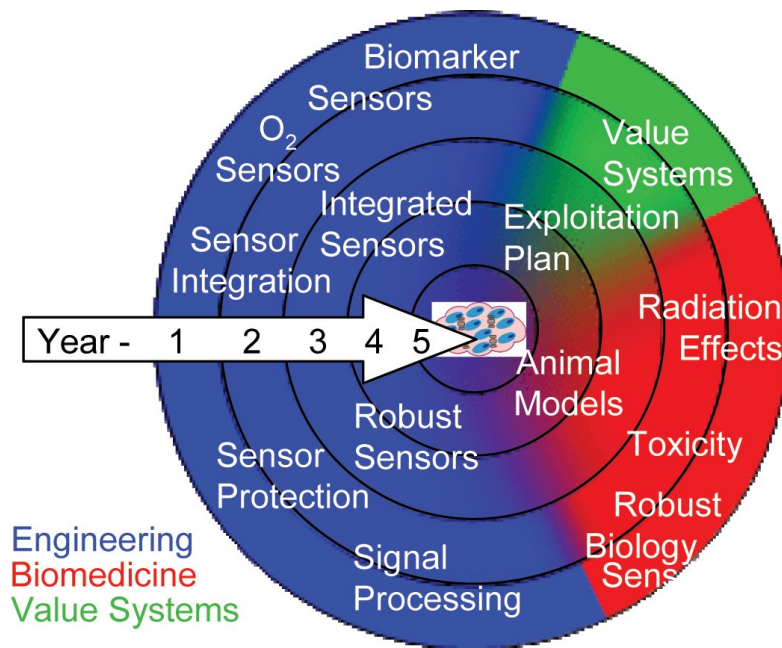 Biomarker
Sensors
O₂
Sensors
Value
Systems
Integrated
Sensors
Exploitation
Plan
Sensor
Integration
Radiation
Effects
Year - 1 2 3 4 5
Animal
Models
Robust
Sensors
Toxicity
Sensor
Protection
Robust
Biology
Sens
Signal
Processing
Engineering
Biomedicine
Value Systems